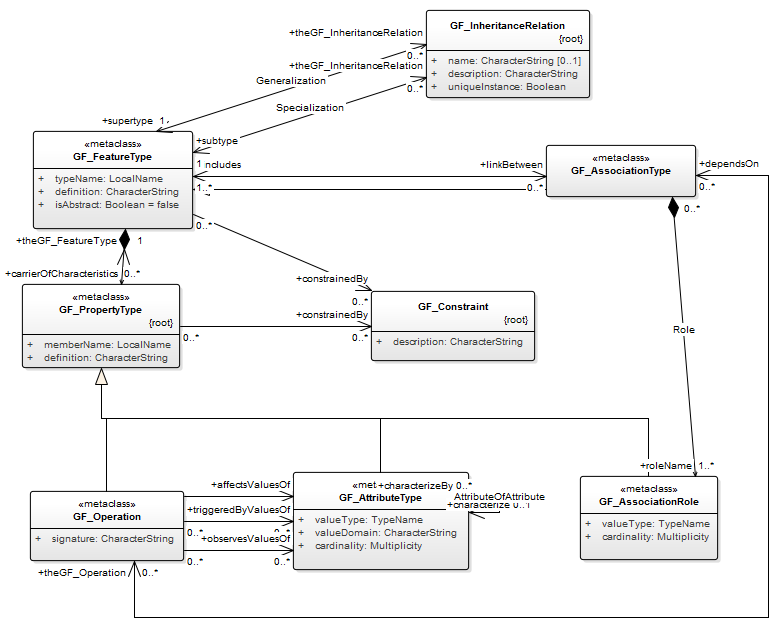 GF_InheritanceRelation
{root}
+ name: CharacterString [0..1]
+ description: CharacterString
+ uniqueInstance: Boolean
+theGF_InheritanceRelation
0..*
+theGF_InheritanceRelation
0..*
Generalization
Specialization
+supertype 1
+subtype
1
«metaclass»
GF_FeatureType
+ typeName: LocalName
+ definition: CharacterString
+ isAbstract: Boolean = false
ncludes
1..*
+linkBetween
0..*
«metaclass»
GF_AssociationType
+dependsOn
0..*
0..*
0..*
+theGF_FeatureType 1
+carrierOfCharacteristics 0..*
+constrainedBy
0..*
«metaclass»
GF_PropertyType
{root}
+ memberName: LocalName
+ definition: CharacterString
+constrainedBy
0..*
0..*
GF_Constraint
{root}
+ description: CharacterString
Role
+roleName 1..*
«metaclass»
GF_Operation
+ signature: CharacterString
+affectsValuesOf
+triggeredByValuesOf
0..*
0..*
+observesValuesOf
0..*
0..*
«met
+characterizeBy 0..*
GF_AttributeType
+ valueType: TypeName
+ valueDomain: CharacterString
+ cardinality: Multiplicity
AttributeOfAttribute
+characterize 0..1
«metaclass»
GF_AssociationRole
+ valueType: TypeName
+ cardinality: Multiplicity
+theGF_Operation 0..*